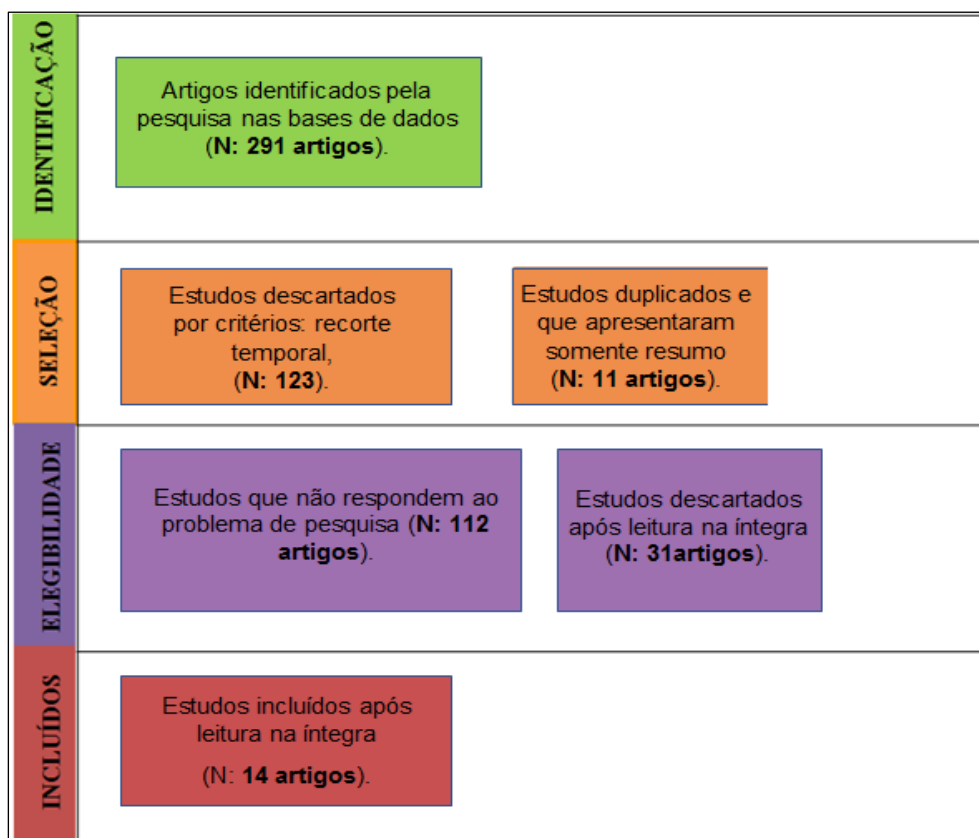 IDENTIFICAÇÃO
Artigos identificados pela
pesquisa nas bases de dados
(N: 291 artigos).
SELEÇÃO
Estudos descartados
por critérios: recorte
temporal,
(N: 123).
Estudos duplicados e
que apresentaram
somente resumo
(N: 11 artigos).
ELEGIBILIDADE
Estudos que não respondem ao
problema de pesquisa (N: 112
artigos).
Estudos descartados
após leitura na íntegra
(N: 31artigos).
INCLUÍDOS
Estudos incluídos após
leitura na íntegra
(N: 14 artigos).